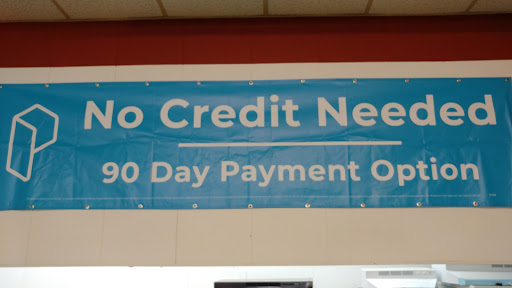 No Credit Needed
90 Day Payment Option